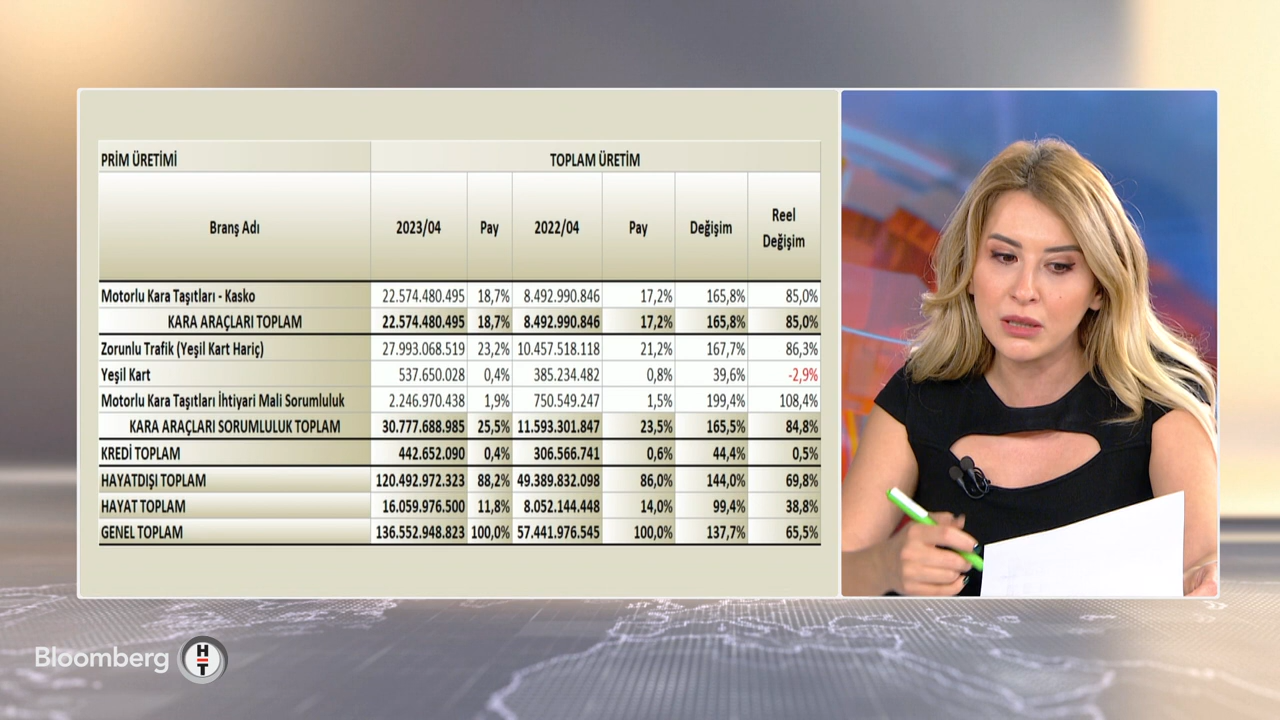 PRİM ÜRETİMİ TOPLAM ÜRETİM
Branş Adı 2023/04 Pay 2022/04 Pay Değişim Reel Değişim
Motorlu Kara Taşıtları - Kasko 22.574.480.495 18,7% 8.492.990.846 17,2% 165,8% 85,0%
KARA ARAÇLARI TOPLAM 22.574.480.495 18,7% 8.492.990.846 17,2% 165,8% 85,0%
Zorunlu Trafik (Yeşil Kart Hariç) 27.993.068.519 23,2% 10.457.518.118 21,2% 167,7% 86,3%
Yeşil Kart 537.650.028 0,4% 385.234.482 0,8% 39,6% -2,9%
Motorlu Kara Taşıtları İhtiyari Mali Sorumluluk 2.246.970.438 1,9% 750.549.247 1,5% 199,4% 108,4%
KARA ARAÇLARI SORUMLULUK TOPLAM 30.777.688.985 25,5% 11.593.301.847 23,5% 165,5% 84,8%
KREDİ TOPLAM 442.652.090 0,4% 306.566.741 0,6% 44,4% 0,5%
HAYATDIŞI TOPLAM 120.492.972.323 88,2% 49.389.832.098 86,0% 144,0% 69,8%
HAYAT TOPLAM 16.059.976.500 11,8% 8.052.144.448 14,0% 99,4% 38,8%
GENEL TOPLAM 136.552.948.823 100,0% 57.441.976.545 100,0% 137,7% 65,5%
Bloomberg HT